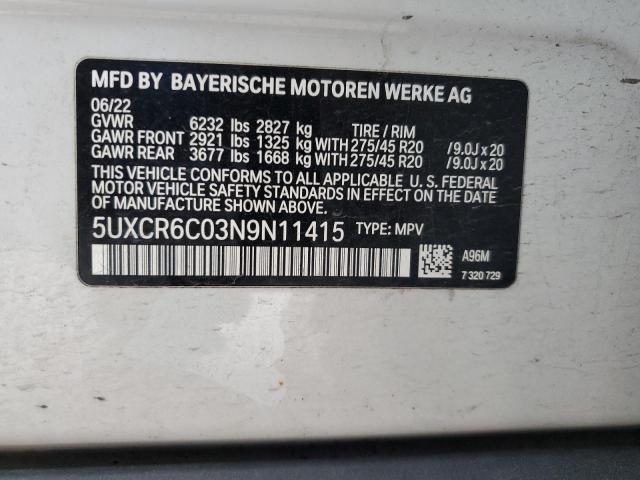 MFD BY BAYERISCHE MOTOREN WERKE AG
06/22
GVWR 6232 lbs 2827 kg TIRE / RIM
GAWR FRONT 2921 lbs 1325 kg WITH 275/45 R20 /9.0J x 20
GAWR REAR 3677 lbs 1668 kg WITH 275/45 R20 /9.0J x 20
THIS VEHICLE CONFORMS TO ALL APPLICABLE U. S. FEDERAL
MOTOR VEHICLE SAFETY STANDARDS IN EFFECT ON THE DATE
OF MANUFACTURE SHOWN ABOVE.
5UXCR6C03N9N11415 TYPE: MPV
A96M
7 320 729